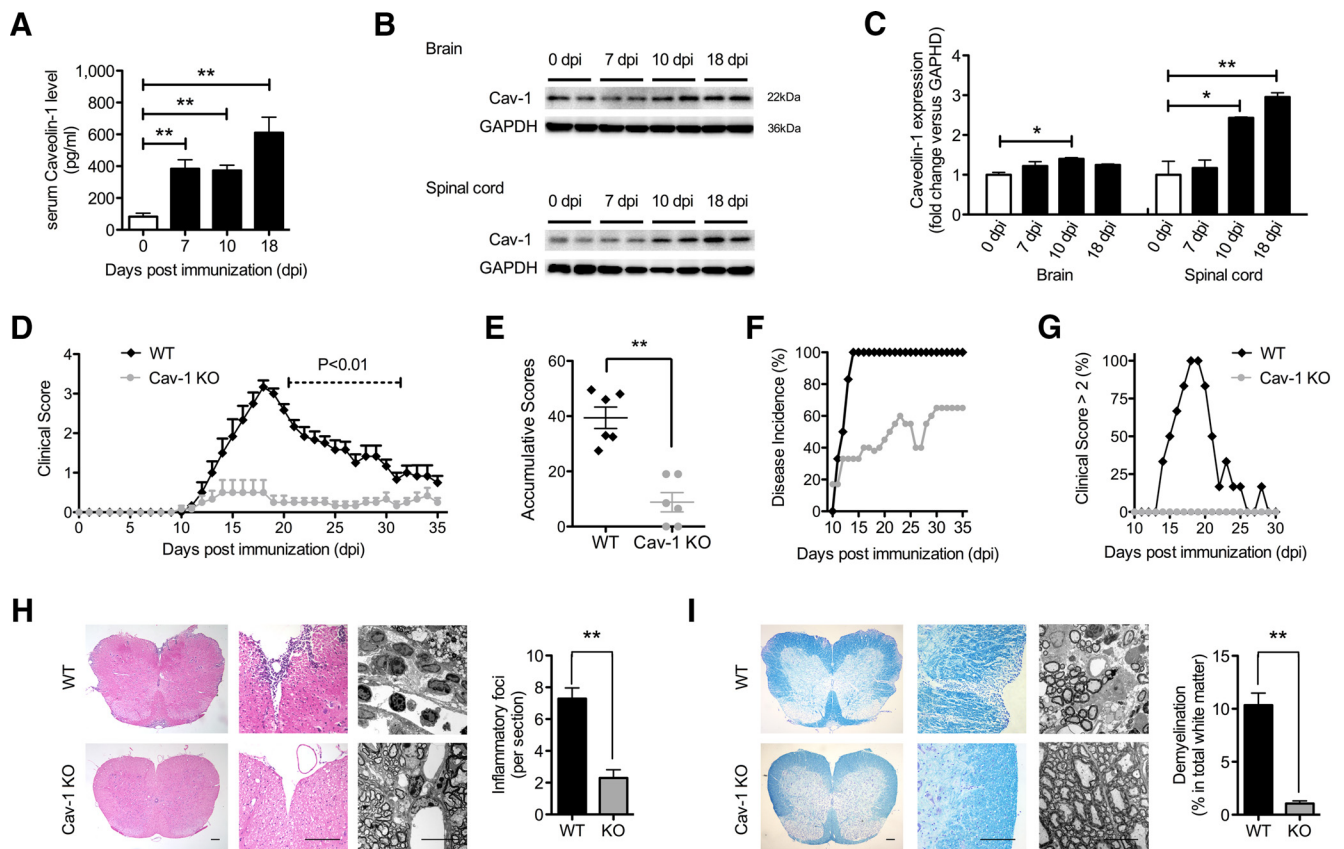 A
serum Caveolin-1 level
(pg/ml)
1,000
800
600
400
200
0
**
**
**
0 7 10 18
Days post immunization (dpi)
B
Brain
0 dpi 7 dpi 10 dpi 18 dpi
Cav-1 22kDa
GAPDH 36kDa
Spinal cord
0 dpi 7 dpi 10 dpi 18 dpi
Cav-1
GAPDH
C
Caveolin-1 expression
(fold change versus GAPHD)
4
3
2
1
0
*
**
*
0 dpi 7 dpi 10 dpi 18 dpi 0 dpi 7 dpi 10 dpi 18 dpi
Brain Spinal cord
D
WT
Cav-1 KO
P<0.01
Clinical Score
4
3
2
1
0
0 5 10 15 20 25 30 35
Days post immunization (dpi)
E
**
Accumulative Scores
60
40
20
0
WT Cav-1 KO
F
Disease Incidence (%)
100
80
60
40
20
0
10 15 20 25 30 35
Days post immunization (dpi)
G
WT
Cav-1 KO
Clinical Score > 2 (%)
100
75
50
25
0
10 15 20 25 30
Days post immunization (dpi)
H
WT
Cav-1 KO
**
Inflammatory foci
(per section)
10
8
6
4
2
0
WT KO
I
WT
Cav-1 KO
**
Demyelination
(% in total white matter)
15
10
5
0
WT KO